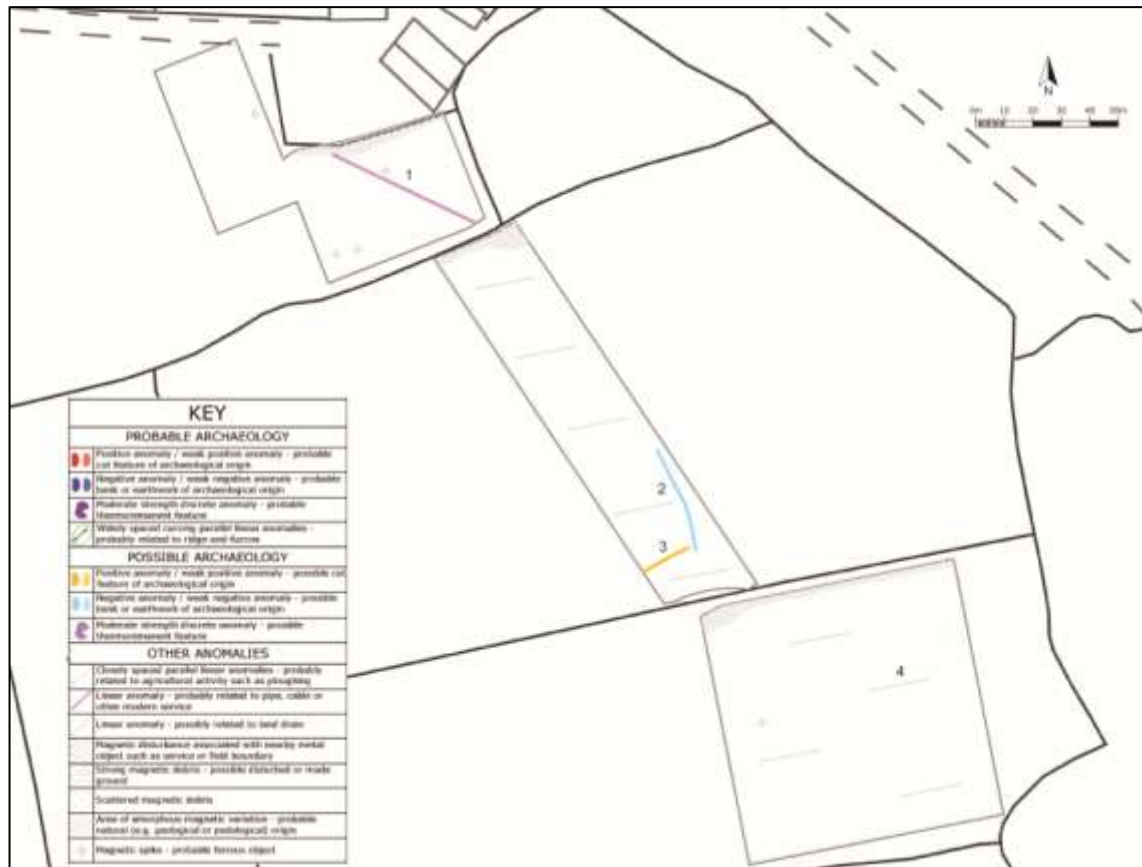 N
0m 10 20 30 40 50m
1
2
3
4
KEY
PROBABLE ARCHAEOLOGY
Positive anomaly / weak positive anomaly - probable
cut feature of archaeological origin
Negative anomaly / weak negative anomaly - probable
bank or earthwork of archaeological origin
Moderate strength discrete anomaly - probable
thermoremanent feature
Widely spaced curving parallel linear anomalies -
probably related to ridge-and-furrow
POSSIBLE ARCHAEOLOGY
Positive anomaly / weak positive anomaly - possible cut
feature of archaeological origin
Negative anomaly / weak negative anomaly - possible
bank or earthwork of archaeological origin
Moderate strength discrete anomaly - possible
thermoremanent feature
OTHER ANOMALIES
Closely spaced parallel linear anomalies - probably
related to agricultural activity such as ploughing
Linear anomaly - probably related to pipe, cable or
other modern service
Linear anomaly - possibly related to land drain
Magnetic disturbance associated with nearby metal
object such as service or field boundary
Strong magnetic debris - possible disturbed or made
ground
Scattered magnetic debris
Area of amorphous magnetic variation - probable
natural (e.g. geological or pedological) origin
Magnetic spike - probable ferrous object